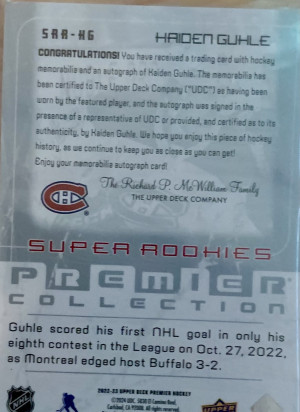 SRA-HG
KAIDEN GUHLE
CONGRATULATIONS! You have received a trading card with hockey
memorabilia and an autograph of Kaiden Guhle. The memorabilia has
been certified to The Upper Deck Company ("UDC") as having been
worn by the featured player, and the autograph was signed in the
presence of a representative of UDC or provided, and certified as to its
authenticity, by Kaiden Guhle. We hope you enjoy this piece of hockey
history, as we continue to keep you as close as you can get!
Enjoy your memorabilia autograph card!
The Richard P. McWilliam Family
THE UPPER DECK COMPANY
SUPER ROOKIES
PREMIER
COLLECTION
Guhle scored his first NHL goal in only his
eighth contest in the League on Oct. 27, 2022,
as Montreal edged host Buffalo 3-2.
2022-23 UPPER DECK PREMIER HOCKEY
NHL
UPPER